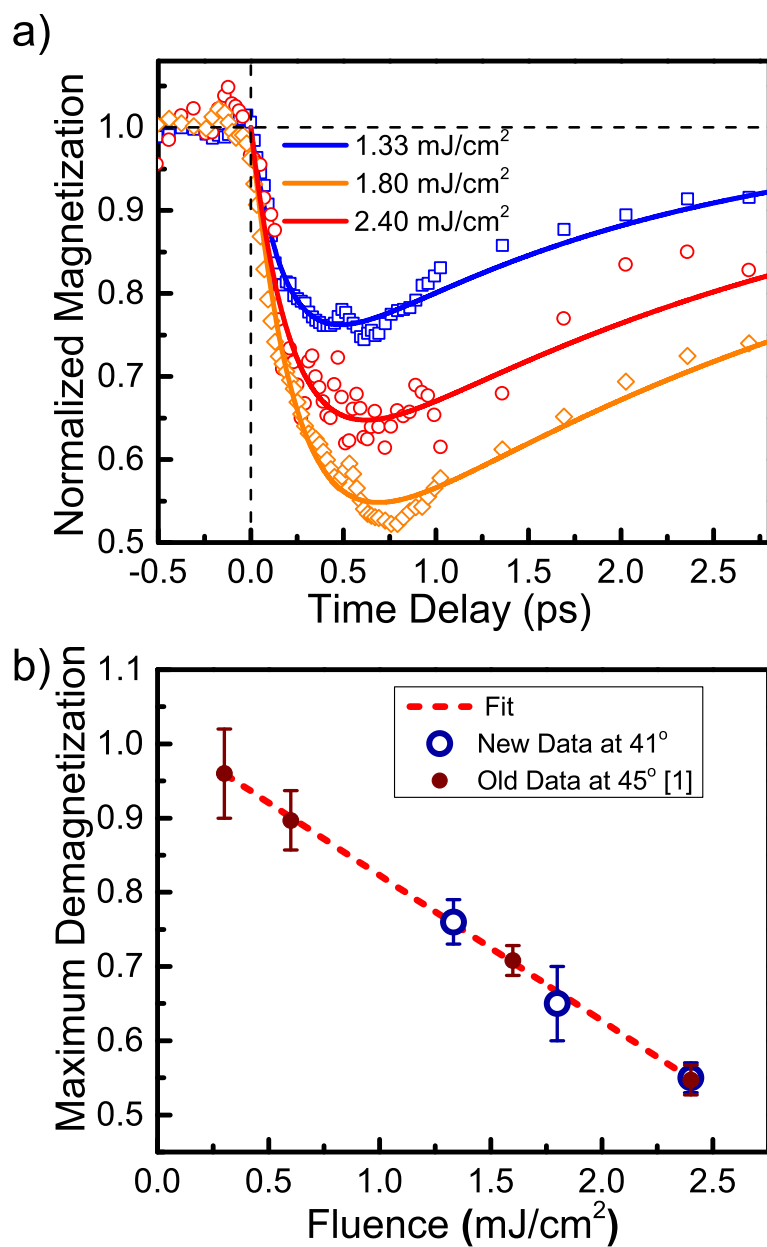 a)
Normalized Magnetization
1.0
0.9
0.8
0.7
0.6
0.5
1.33 mJ/cm²
1.80 mJ/cm²
2.40 mJ/cm²
-0.5 0.0 0.5 1.0 1.5 2.0 2.5
Time Delay (ps)
b)
Maximum Demagnetization
1.1
1.0
0.9
0.8
0.7
0.6
0.5
Fit
New Data at 41°
Old Data at 45° [1]
0.0 0.5 1.0 1.5 2.0 2.5
Fluence (mJ/cm²)